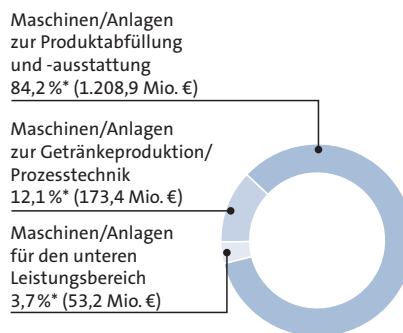 Maschinen/Anlagen
zur Produktabfüllung
und -ausstattung
84,2 %* (1.208,9 Mio. €)
Maschinen/Anlagen
zur Getränkeproduktion/
Prozesstechnik
12,1 %* (173,4 Mio. €)
Maschinen/Anlagen
für den unteren
Leistungsbereich
3,7 %* (53,2 Mio. €)